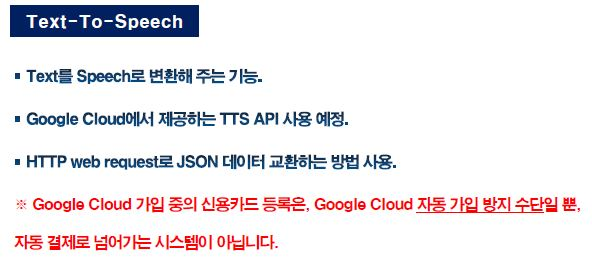 Text-To-Speech
▪ Text를 Speech로 변환해 주는 기능.
▪ Google Cloud에서 제공하는 TTS API 사용 예정.
▪ HTTP web request로 JSON 데이터 교환하는 방법 사용.
※ Google Cloud 가입 중의 신용카드 등록은, Google Cloud 자동 가입 방지 수단일 뿐,
자동 결제로 넘어가는 시스템이 아닙니다.